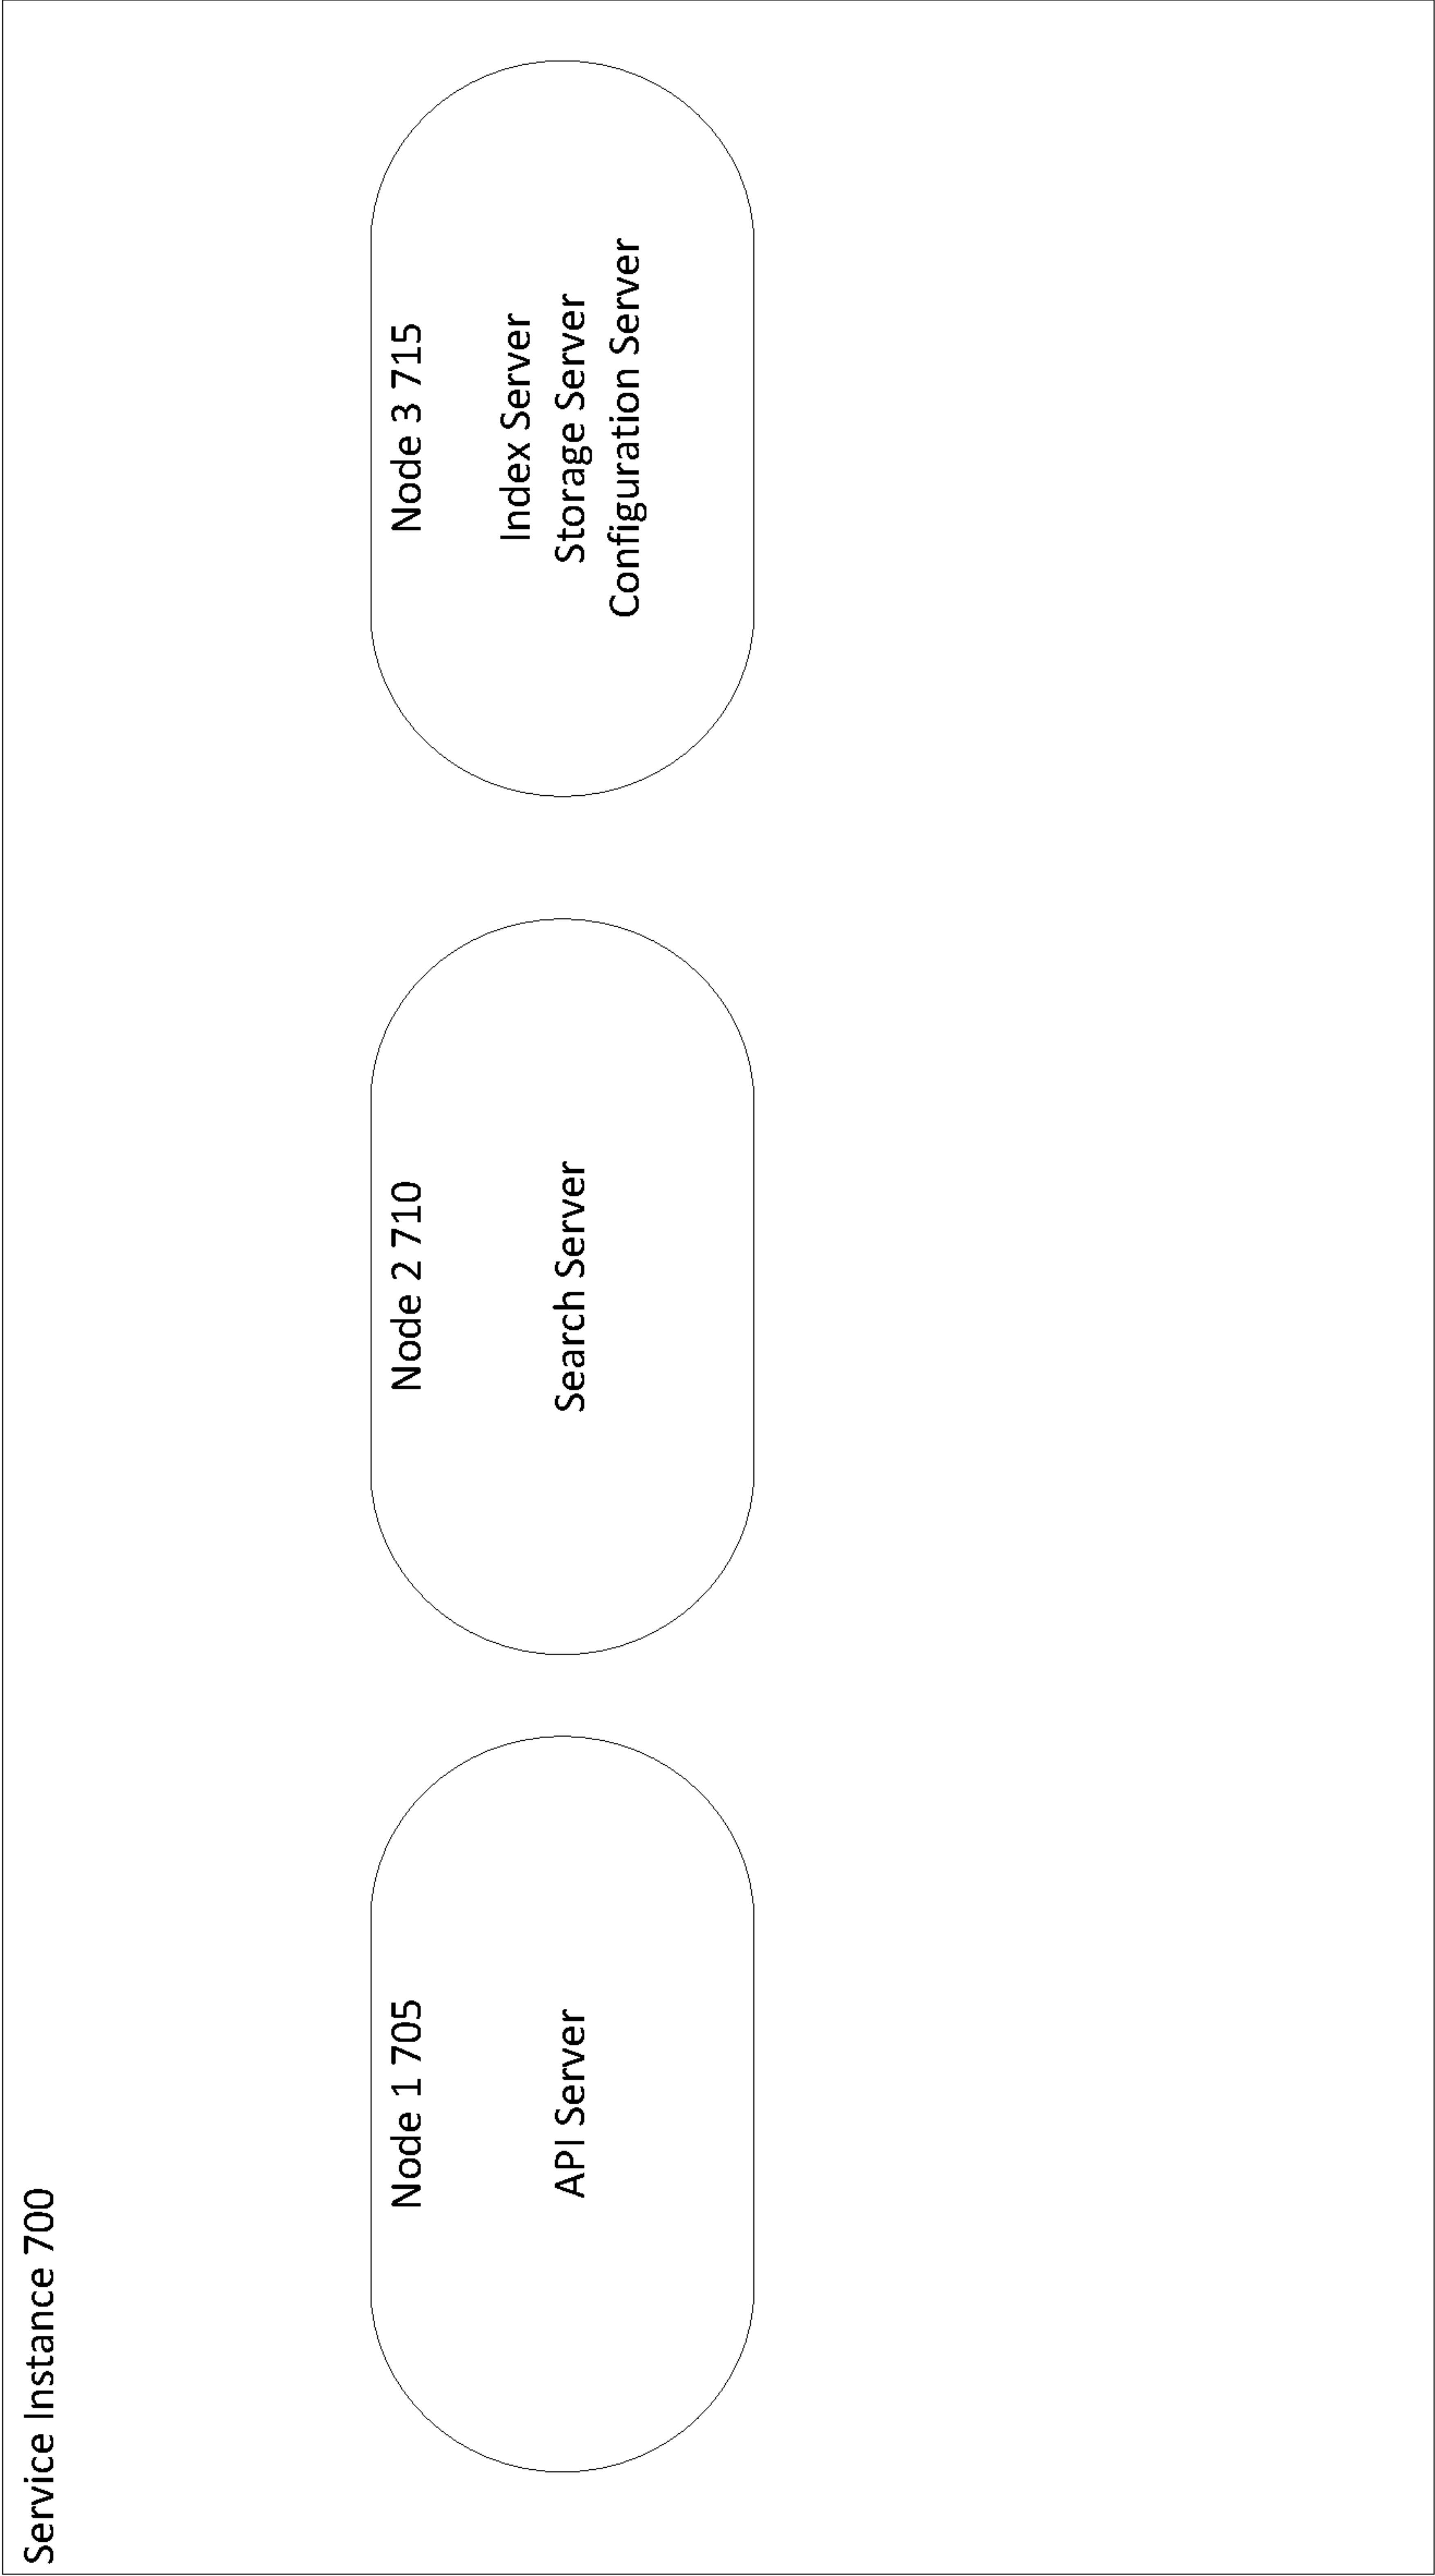 Service Instance 700
Node 1 705
API Server
Node 2 710
Search Server
Node 3 715
Index Server
Storage Server
Configuration Server